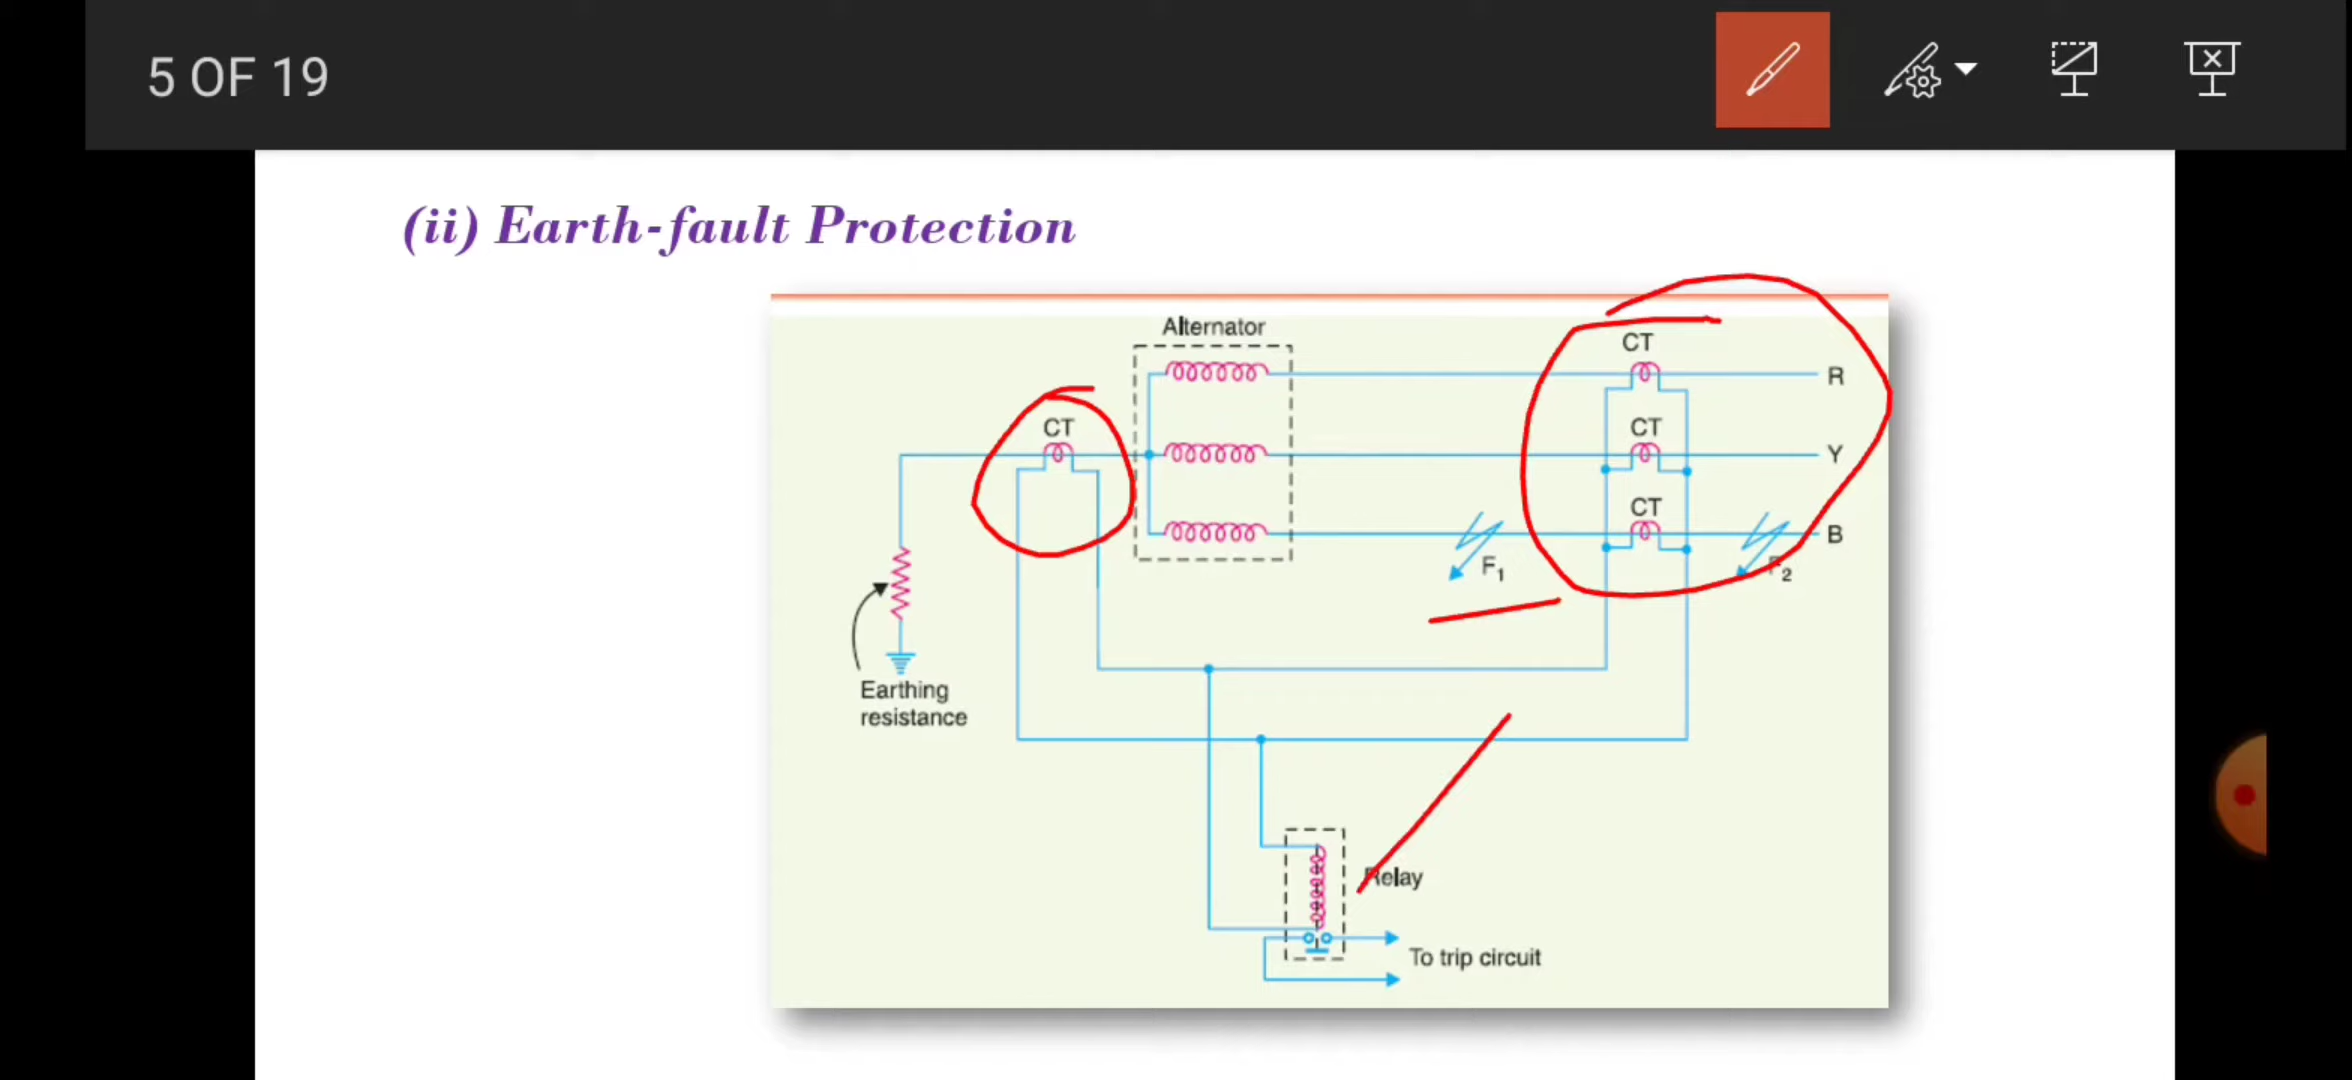 5 OF 19
(ii) Earth-fault Protection
Alternator
CT
R
CT
CT
Y
CT
B
F1
F2
Earthing
resistance
Relay
To trip circuit